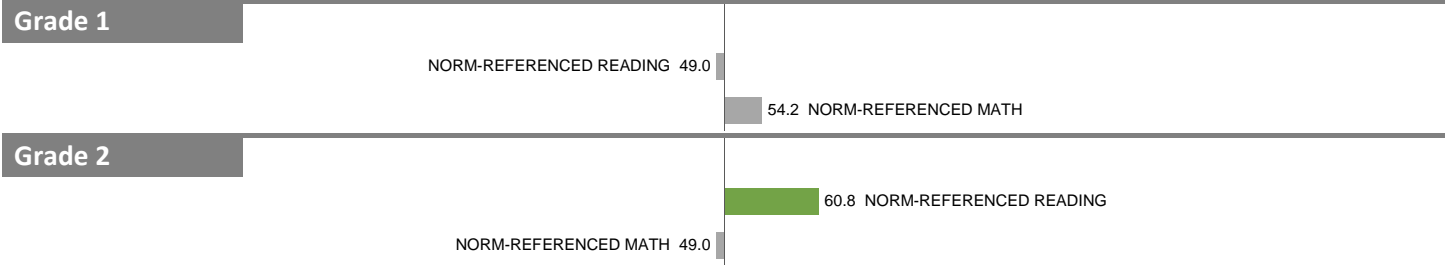 Grade 1
NORM-REFERENCED READING 49.0
54.2 NORM-REFERENCED MATH
Grade 2
60.8 NORM-REFERENCED READING
NORM-REFERENCED MATH 49.0